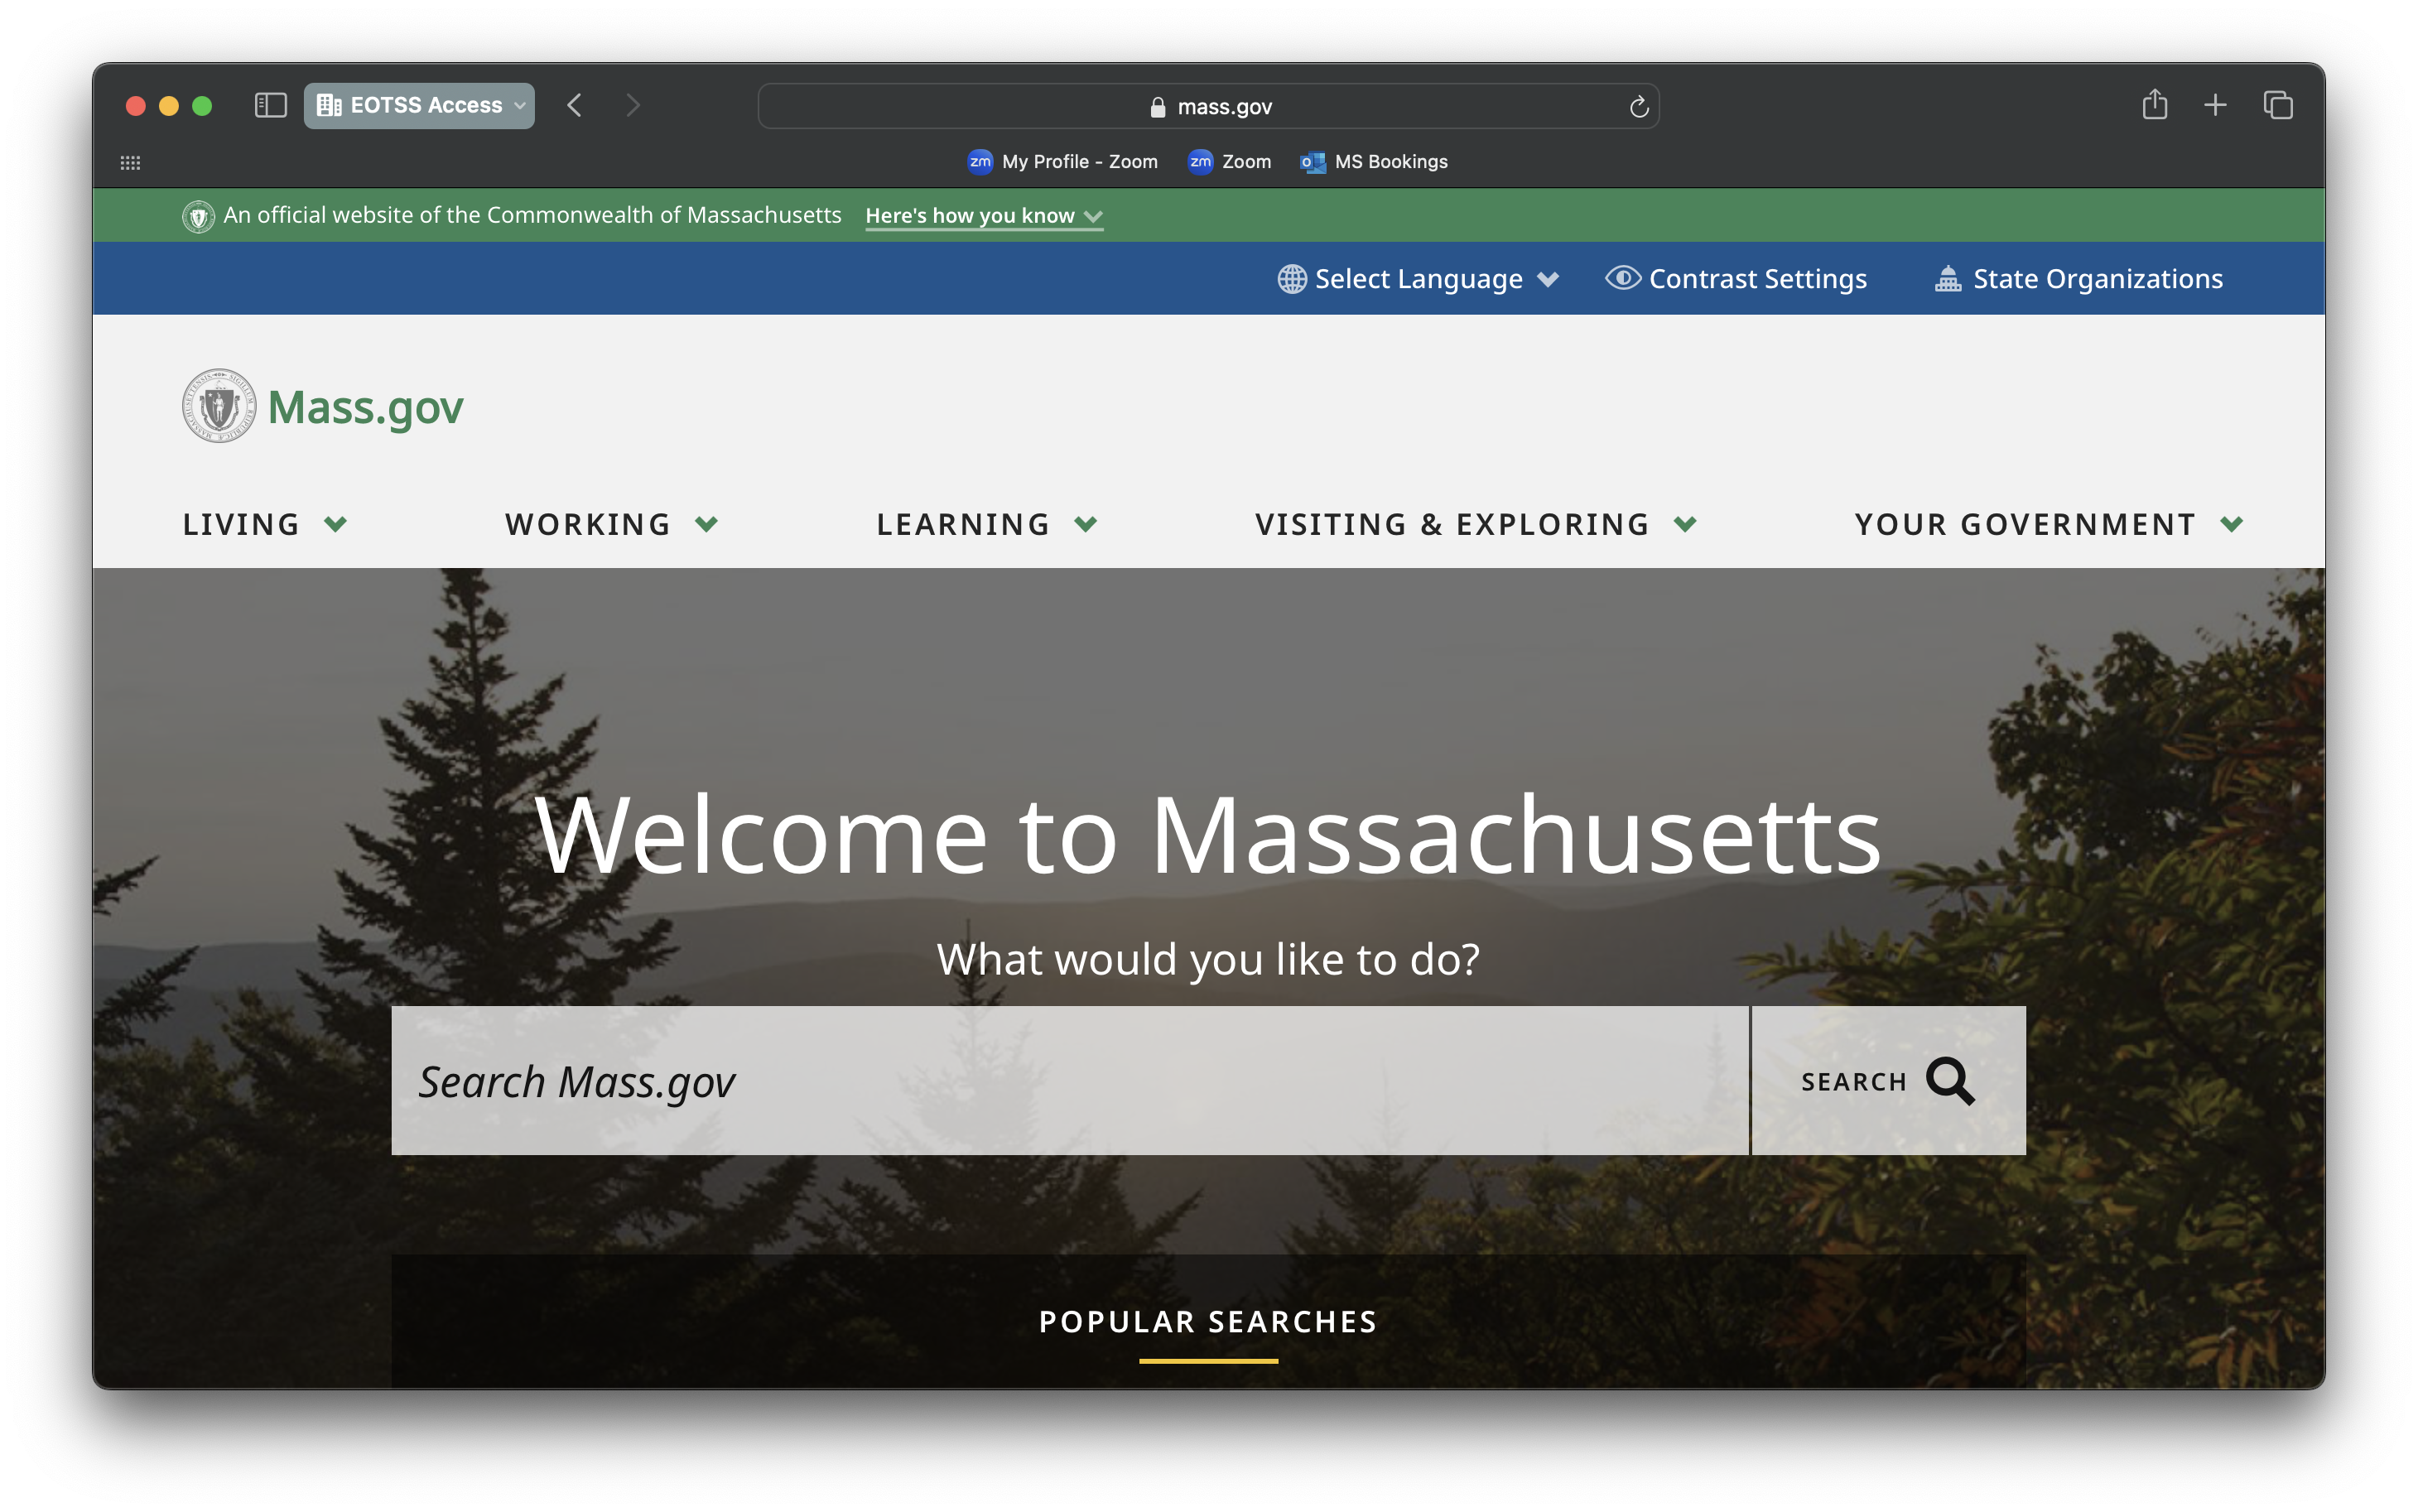 EOTSS Access
mass.gov
zm My Profile - Zoom zm Zoom MS Bookings
An official website of the Commonwealth of Massachusetts Here's how you know
Select Language Contrast Settings State Organizations
Mass.gov
LIVING WORKING LEARNING VISITING & EXPLORING YOUR GOVERNMENT
Welcome to Massachusetts
What would you like to do?
Search Mass.gov SEARCH
POPULAR SEARCHES